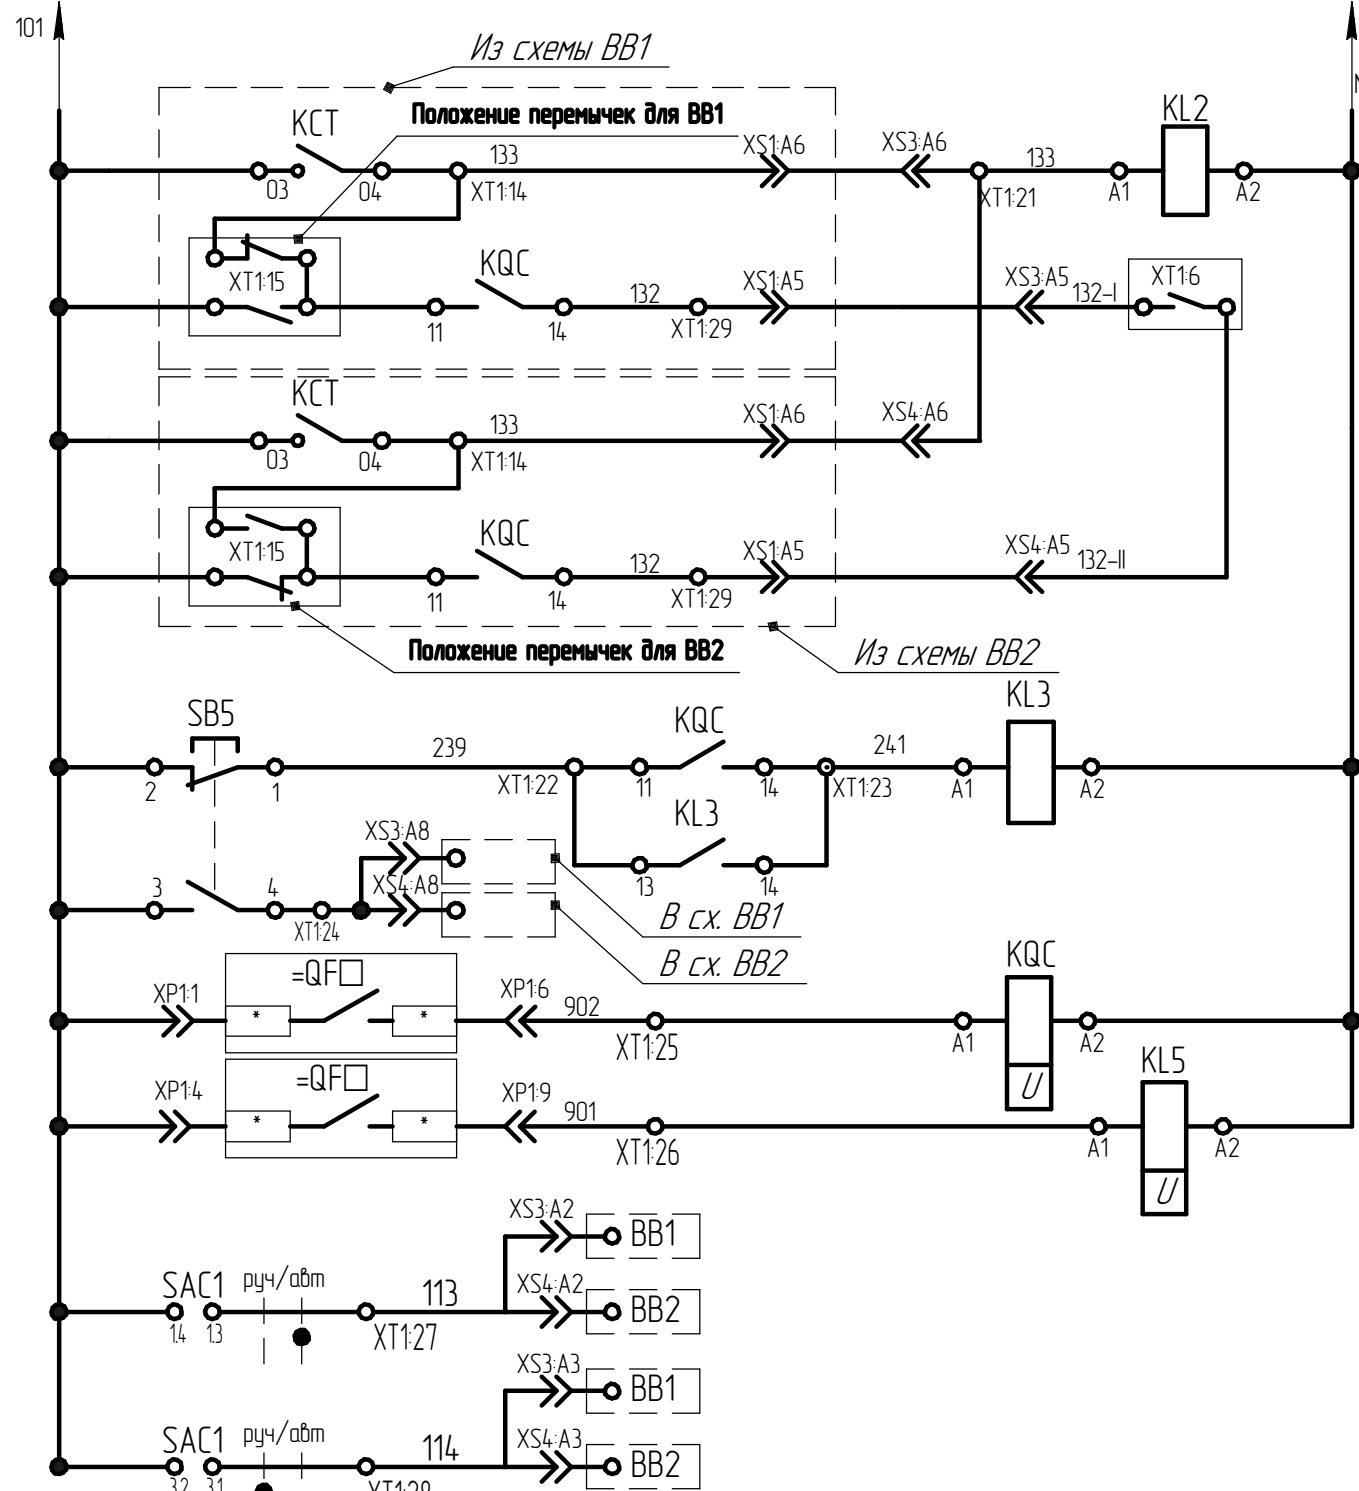 101
Из схемы ВВ1
Положение перемычек для ВВ1
KCT
03
04
133
XT1:14
XS1:A6
XS3:A6
133
XT1:21
KL2
A1
A2
XT1:15
KQC
11
14
132
XT1:29
XS1:A5
XS3:A5
132-I
XT1:6
KCT
03
04
133
XT1:14
XS1:A6
XS4:A6
XT1:15
KQC
11
14
132
XT1:29
XS1:A5
XS4:A5
132-II
Положение перемычек для ВВ2
Из схемы ВВ2
SB5
2
1
239
XT1:22
KQC
11
14
241
XT1:23
KL3
A1
A2
KL3
13
14
3
4
XT1:24
XS3:A8
XS4:A8
В сх. ВВ1
В сх. ВВ2
XP1:1
=QF□
*
*
XP1:6
902
XT1:25
KQC
A1
A2
U
XP1:4
=QF□
*
*
XP1:9
901
XT1:26
KL5
A1
A2
U
SAC1
руч/авт
1.4
1.3
XT1:27
113
XS3:A2
ВВ1
XS4:A2
ВВ2
SAC1
руч/авт
3.2
3.1
XT1:28
114
XS3:A3
ВВ1
XS4:A3
ВВ2